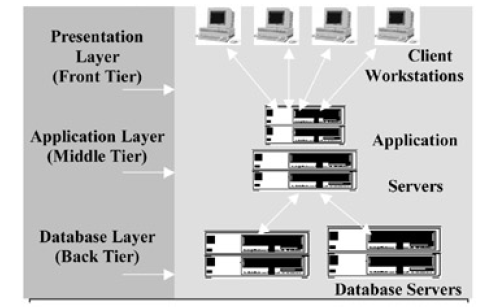 Presentation
Layer
(Front Tier)
Client
Workstations
Application Layer
(Middle Tier)
Application
Servers
Database Layer
(Back Tier)
Database Servers